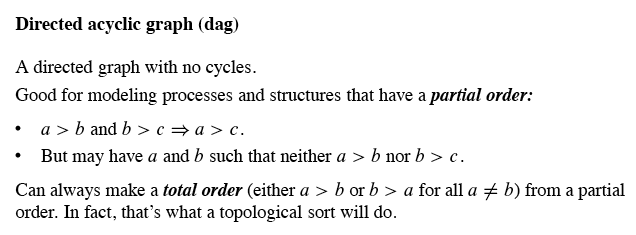 Directed acyclic graph (dag)
A directed graph with no cycles.
Good for modeling processes and structures that have a partial order:
• a > b and b > c ⇒ a > c.
• But may have a and b such that neither a > b nor b > c.
Can always make a total order (either a > b or b > a for all a ≠ b) from a partial
order. In fact, that’s what a topological sort will do.